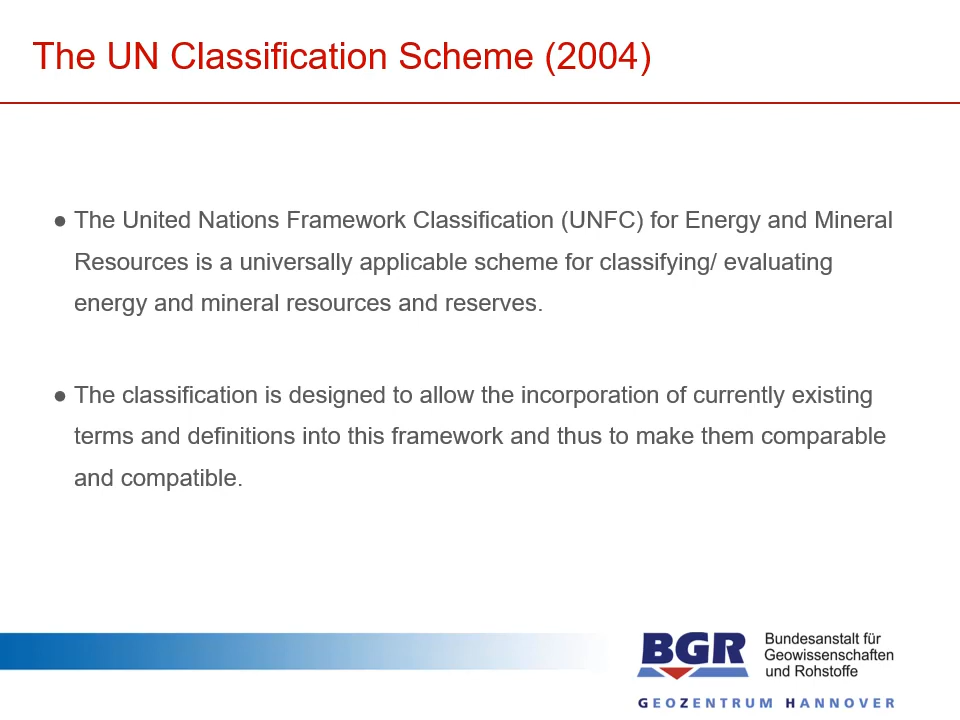 The UN Classification Scheme (2004)
● The United Nations Framework Classification (UNFC) for Energy and Mineral
Resources is a universally applicable scheme for classifying/ evaluating
energy and mineral resources and reserves.
● The classification is designed to allow the incorporation of currently existing
terms and definitions into this framework and thus to make them comparable
and compatible.
BGR
Bundesanstalt für
Geowissenschaften
und Rohstoffe
GEOZENTRUM HANNOVER